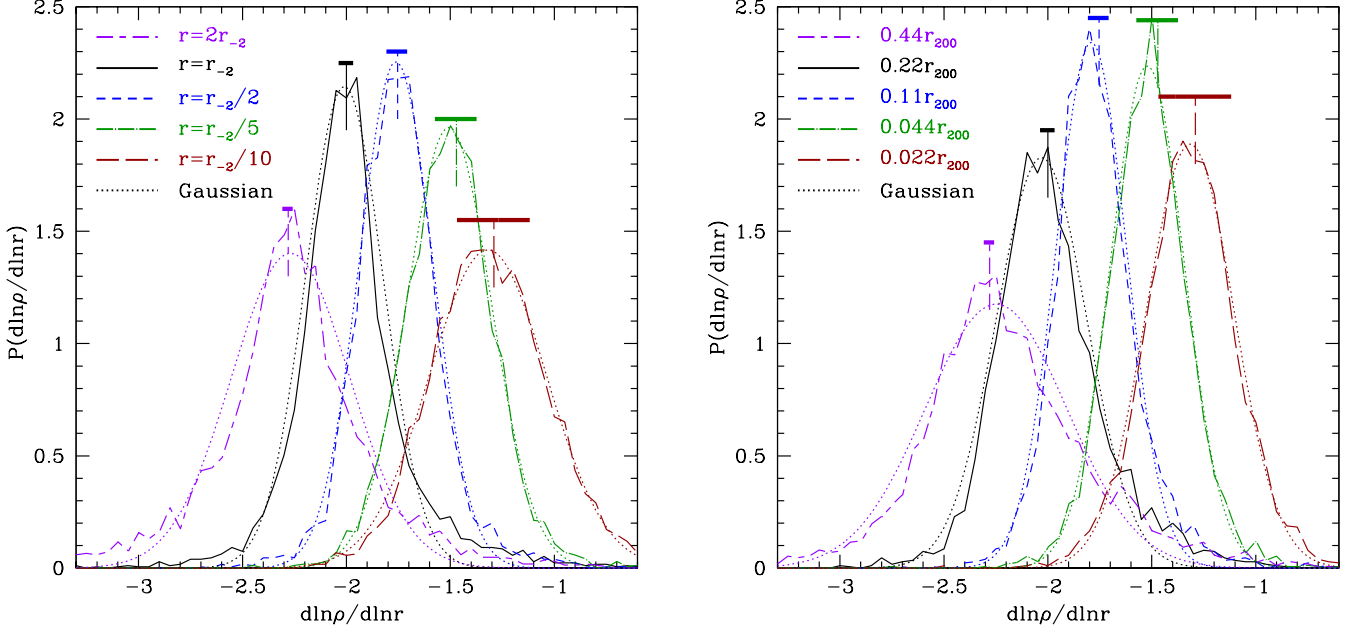 2.5
2
1.5
1
0.5
0
P(dlnρ/dlnr)
r=2r₋₂
r=r₋₂
r=r₋₂/2
r=r₋₂/5
r=r₋₂/10
Gaussian
−3
−2.5
−2
−1.5
−1
dlnρ/dlnr
2.5
2
1.5
1
0.5
0
P(dlnρ/dlnr)
0.44r₂₀₀
0.22r₂₀₀
0.11r₂₀₀
0.044r₂₀₀
0.022r₂₀₀
Gaussian
−3
−2.5
−2
−1.5
−1
dlnρ/dlnr